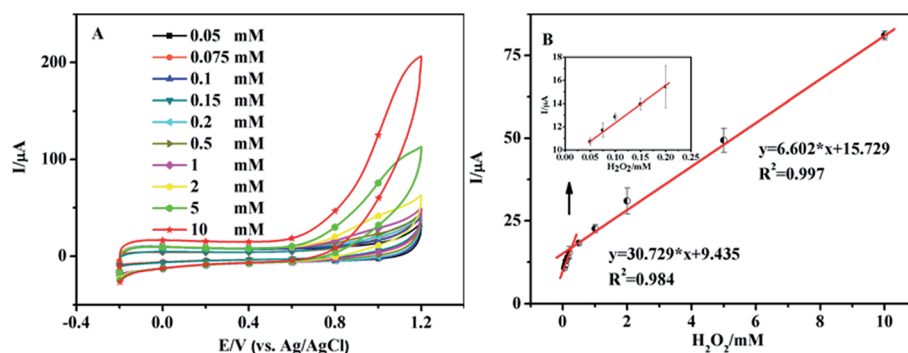 A
0.05 mM
0.075 mM
0.1 mM
0.15 mM
0.2 mM
0.5 mM
1 mM
2 mM
5 mM
10 mM
I/μA
200
100
0
-0.4 0.0 0.4 0.8 1.2
E/V (vs. Ag/AgCl)
B
I/μA
75
50
25
0
0 2 4 6 8 10
H₂O₂/mM
I/μA
18
16
14
12
10
0.00 0.05 0.10 0.15 0.20 0.25
H₂O₂/mM
y=6.602*x+15.729
R²=0.997
y=30.729*x+9.435
R²=0.984